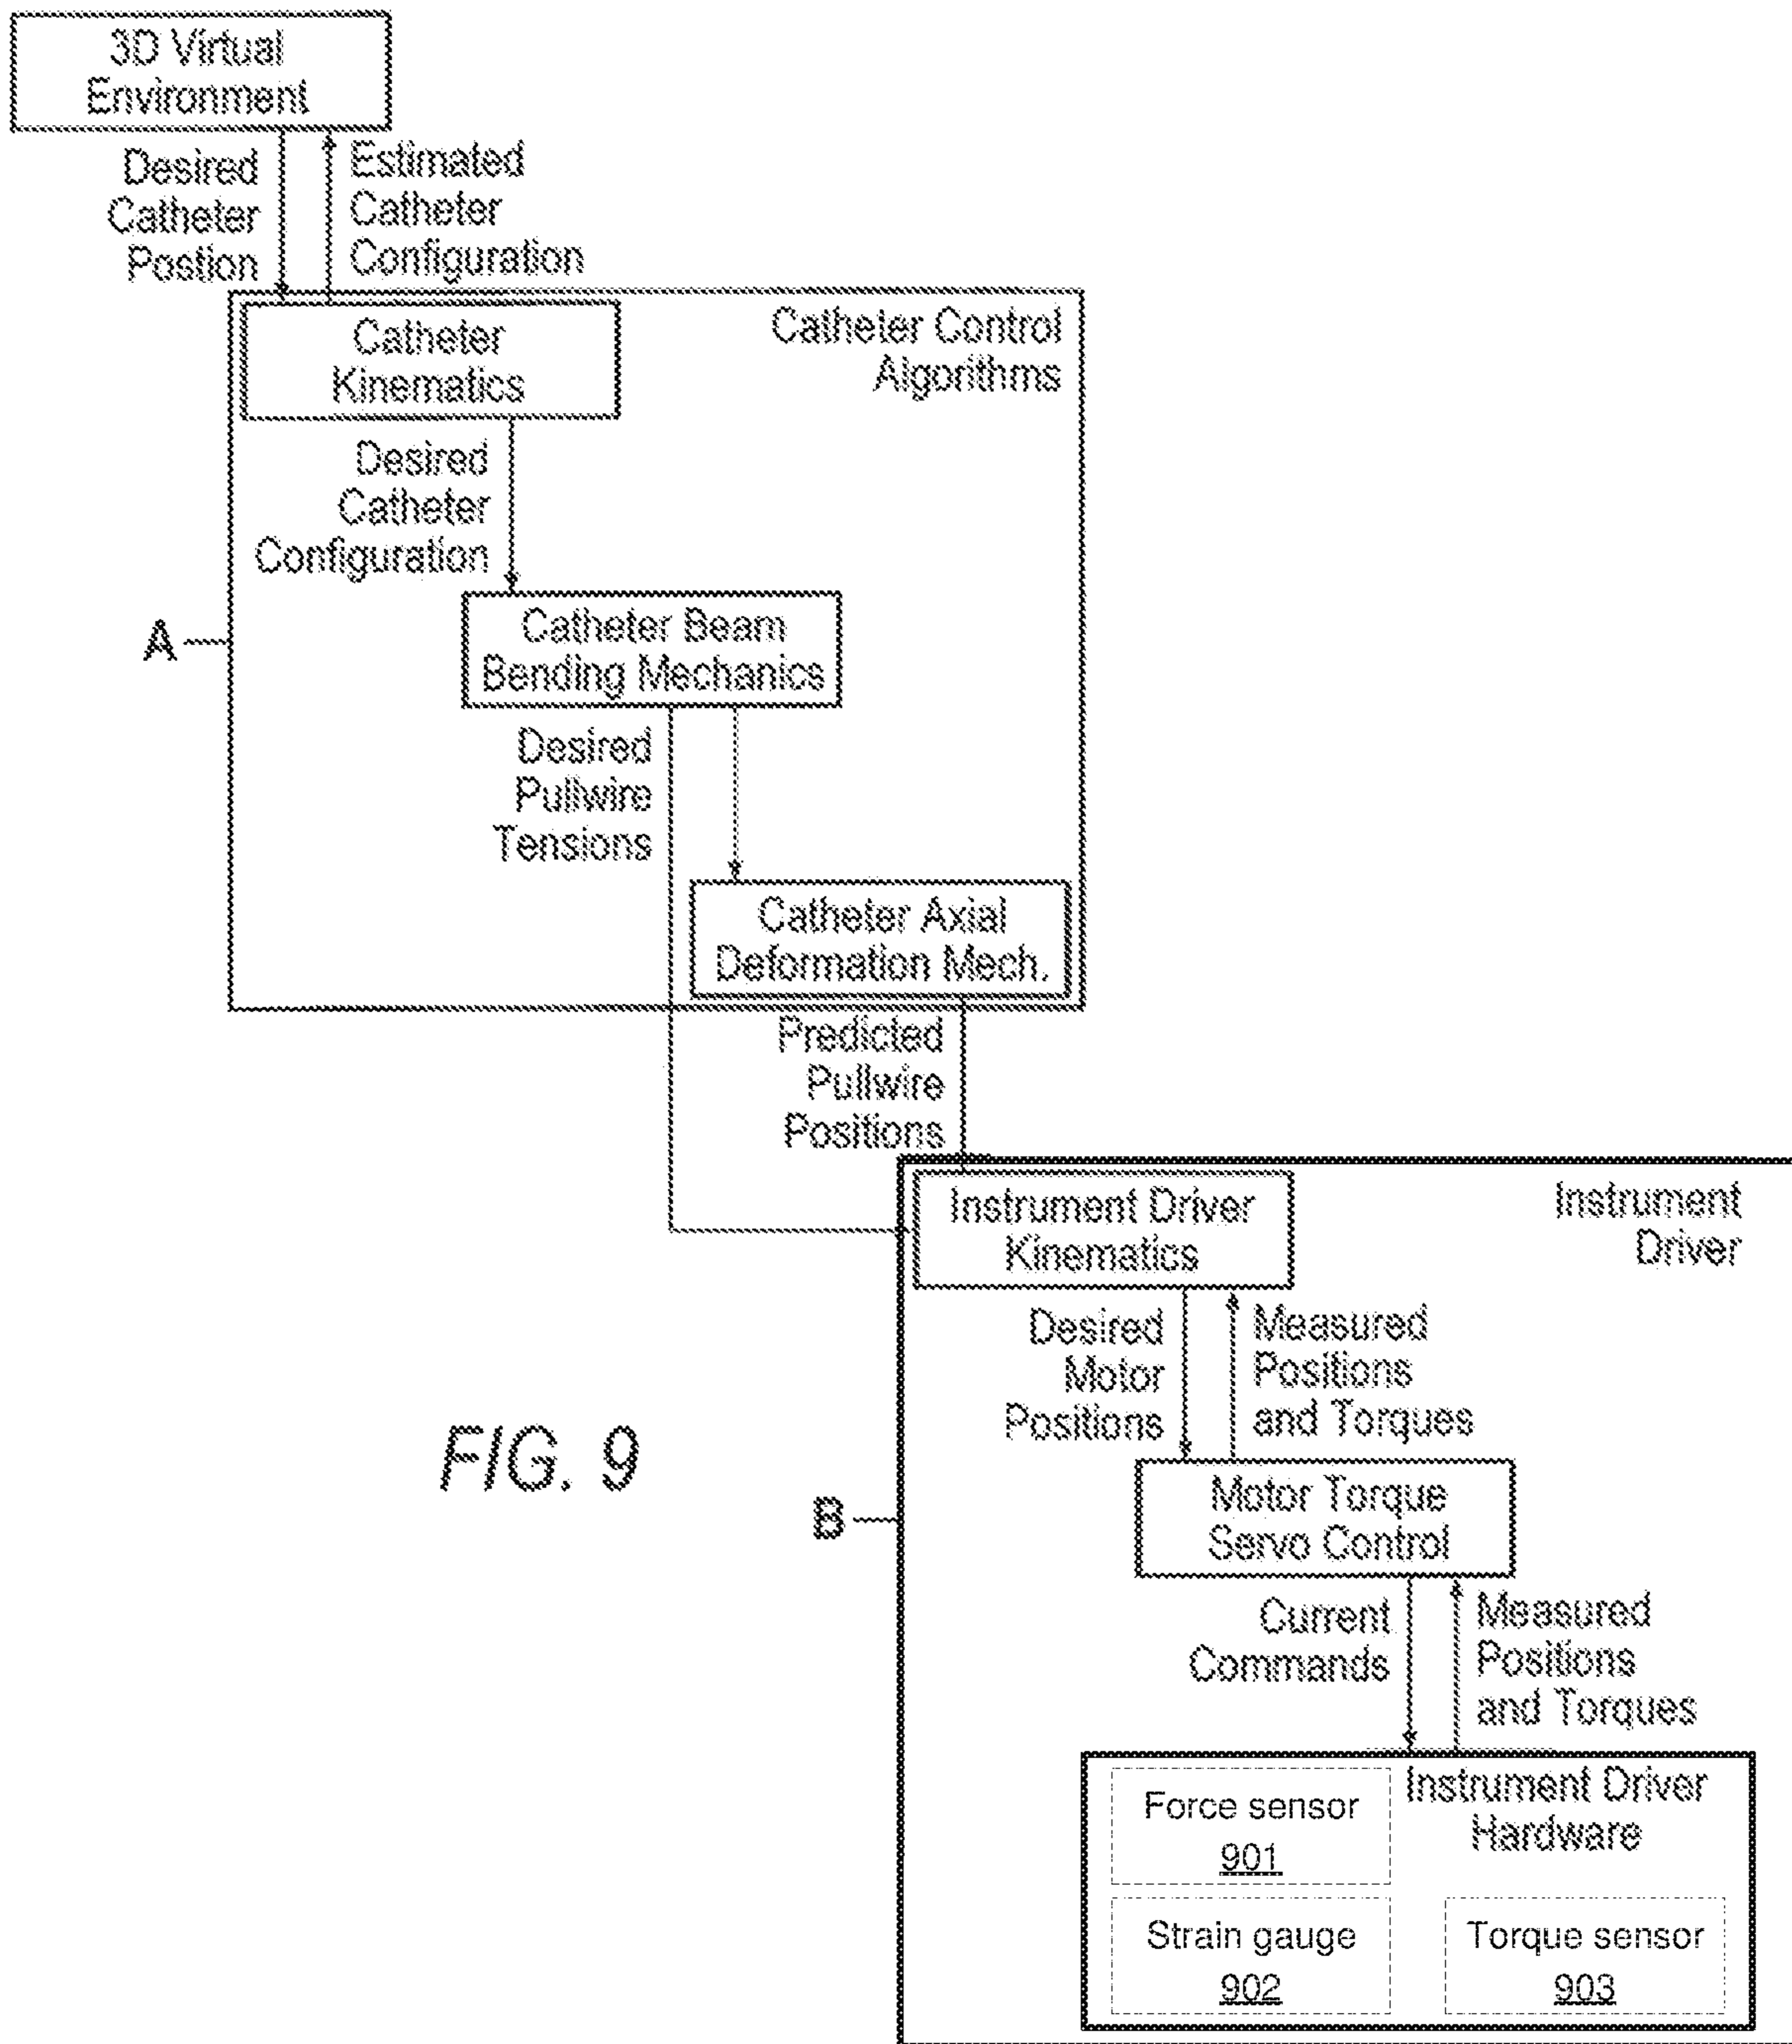 3D Virtual
Environment
Desired
Catheter
Postion
Estimated
Catheter
Configuration
Catheter
Kinematics
Catheter Control
Algorithms
Desired
Catheter
Configuration
A
Catheter Beam
Bending Mechanics
Desired
Pullwire
Tensions
Catheter Axial
Deformation Mech.
Predicted
Pullwire
Positions
Instrument Driver
Kinematics
Instrument
Driver
Desired
Motor
Positions
Measured
Positions
and Torques
FIG. 9
B
Motor Torque
Servo Control
Current
Commands
Measured
Positions
and Torques
Instrument Driver
Hardware
Force sensor
901
Strain gauge
902
Torque sensor
903